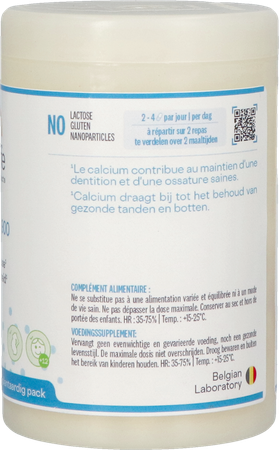 NO
LACTOSE
GLUTEN
NANOPARTICLES
2 - 4 par jour | per dag
à répartir sur 2 repas
te verdelen over 2 maaltijden
¹Le calcium contribue au maintien d'une
dentition et d'une ossature saines.
¹Calcium draagt bij tot het behoud van
gezonde tanden en botten.
COMPLÉMENT ALIMENTAIRE :
Ne se substitue pas à une alimentation variée et équilibrée ni à un mode
de vie sain. Ne pas dépasser la dose maximale. Conserver au sec et hors de
portée des enfants. HR : 35-75% | Temp. : +15-25°C.
VOEDINGSSUPPLEMENT:
Vervangt geen evenwichtige en gevarieerde voeding, noch een gezonde
levensstijl. De maximale dosis niet overschrijden. Droog bewaren en buiten
het bereik van kinderen houden. HR : 35-75% | Temp. : +15-25°C.
Belgian
Laboratory
pack